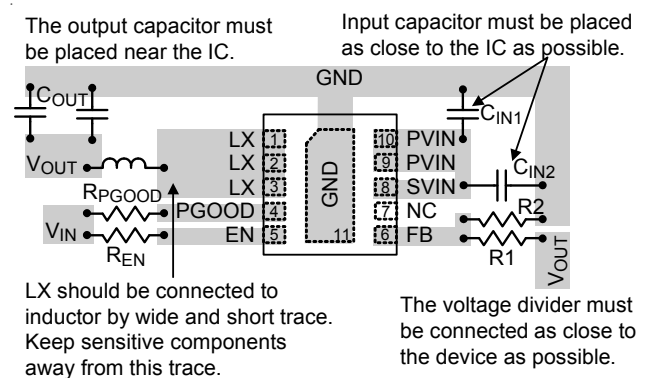 The output capacitor must
be placed near the IC.
Input capacitor must be placed
as close to the IC as possible.
GND
COUT
CIN1
LX 1
10 PVIN
VOUT
LX 2
9 PVIN
CIN2
LX 3
GND
8 SVIN
RPGOOD
PGOOD 4
7 NC
R2
VIN
EN 5
11
6 FB
REN
R1
VOUT
LX should be connected to
inductor by wide and short trace.
Keep sensitive components
away from this trace.
The voltage divider must
be connected as close to
the device as possible.